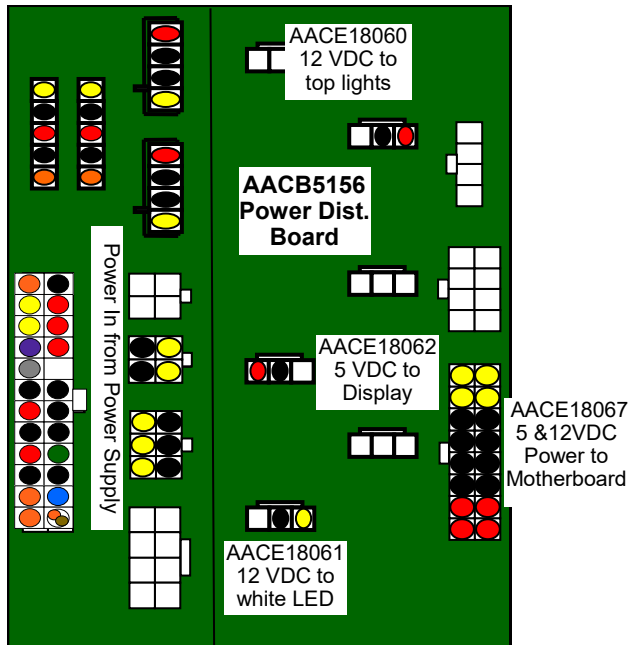 AACE18060
12 VDC to
top lights
AACB5156
Power Dist.
Board
Power In from Power Supply
AACE18062
5 VDC to
Display
AACE18067
5 &12VDC
Power to
Motherboard
AACE18061
12 VDC to
white LED